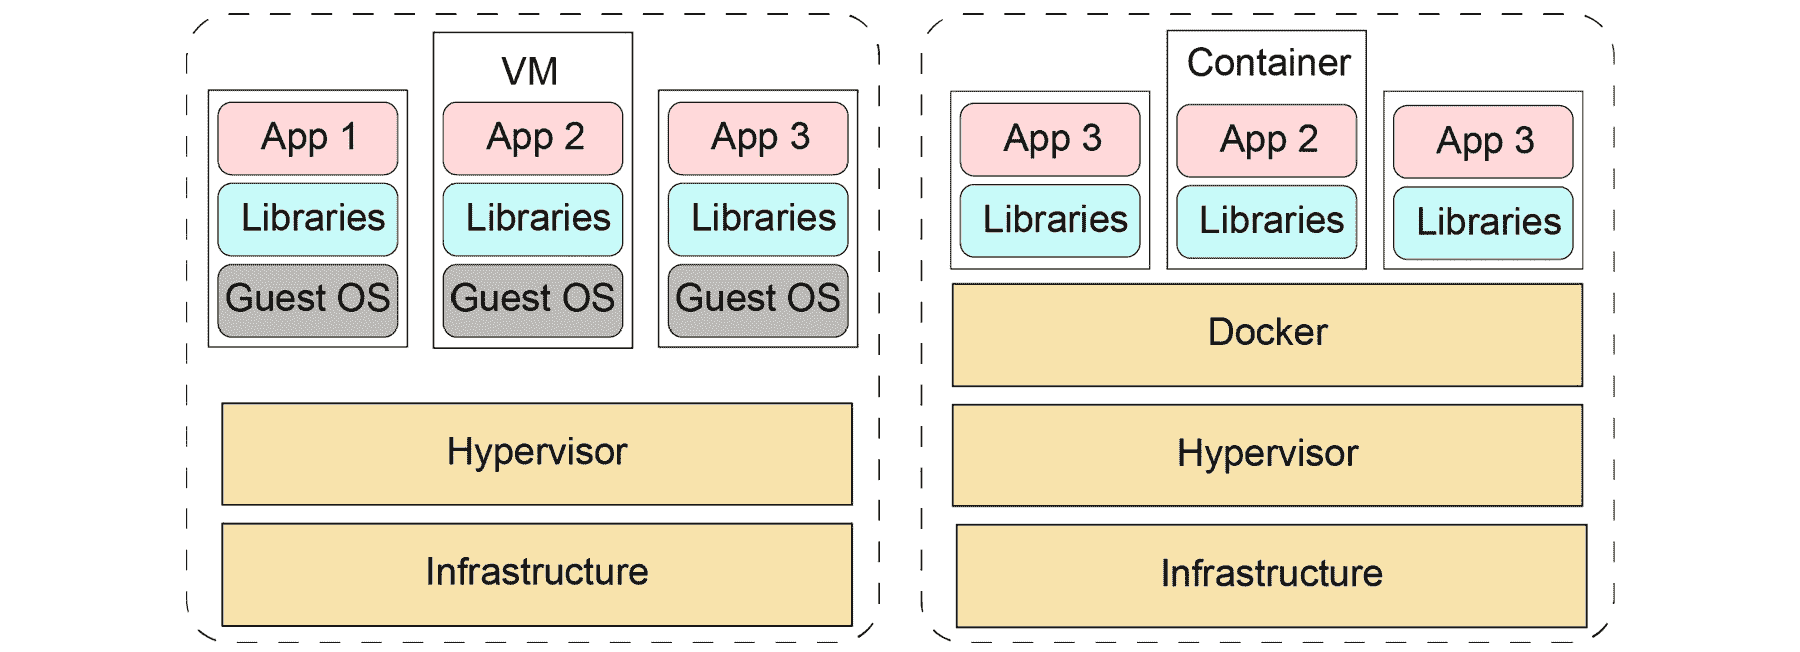 VM
App 1
App 2
App 3
Libraries
Libraries
Libraries
Guest OS
Guest OS
Guest OS
Hypervisor
Infrastructure
Container
App 3
App 2
App 3
Libraries
Libraries
Libraries
Docker
Hypervisor
Infrastructure